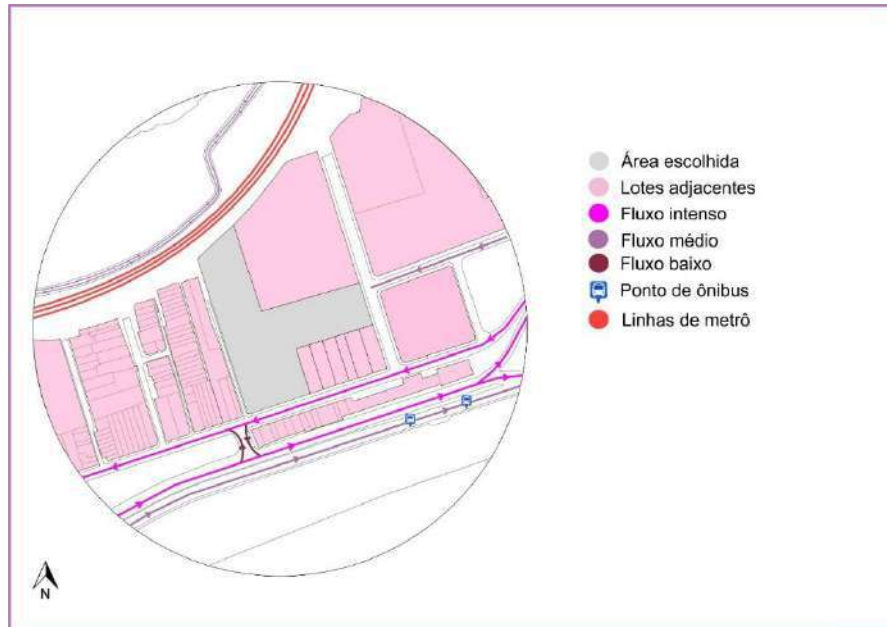 Área escolhida
Lotes adjacentes
Fluxo intenso
Fluxo médio
Fluxo baixo
Ponto de ônibus
Linhas de metrô
N